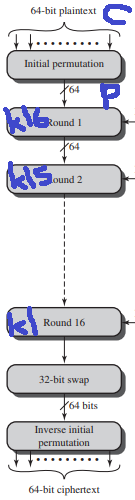 64-bit plaintext C
Initial permutation
64 P
k16 Round 1
64
k15 Round 2
k1 Round 16
32-bit swap
64 bits
Inverse initial
permutation
64-bit ciphertext